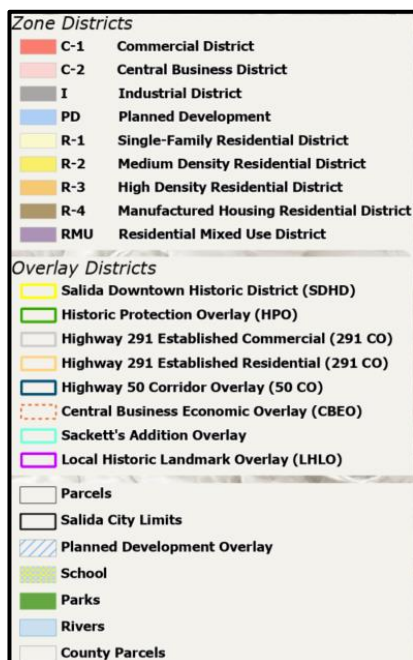 Zone Districts
C-1 Commercial District
C-2 Central Business District
I Industrial District
PD Planned Development
R-1 Single-Family Residential District
R-2 Medium Density Residential District
R-3 High Density Residential District
R-4 Manufactured Housing Residential District
RMU Residential Mixed Use District
Overlay Districts
Salida Downtown Historic District (SDHD)
Historic Protection Overlay (HPO)
Highway 291 Established Commercial (291 CO)
Highway 291 Established Residential (291 CO)
Highway 50 Corridor Overlay (50 CO)
Central Business Economic Overlay (CBEO)
Sackett's Addition Overlay
Local Historic Landmark Overlay (LHLO)
Parcels
Salida City Limits
Planned Development Overlay
School
Parks
Rivers
County Parcels